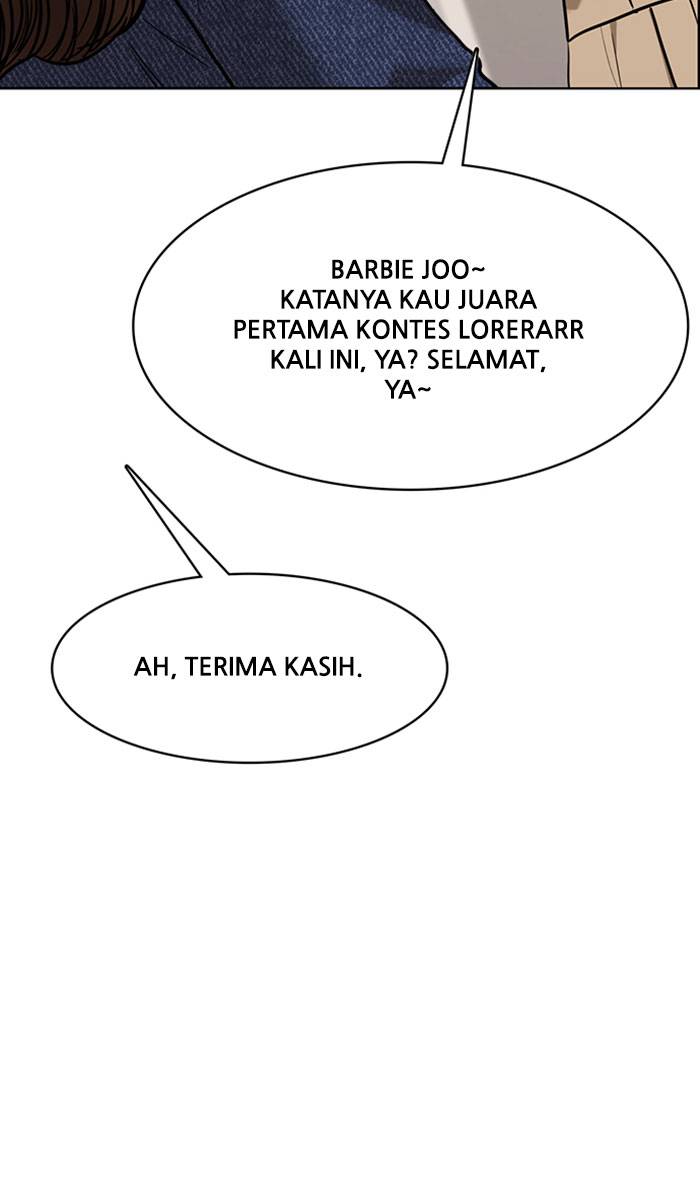 BARBIE JOO~
KATANYA KAU JUARA
PERTAMA KONTES LORERARR
KALI INI, YA? SELAMAT,
YA~
AH, TERIMA KASIH.